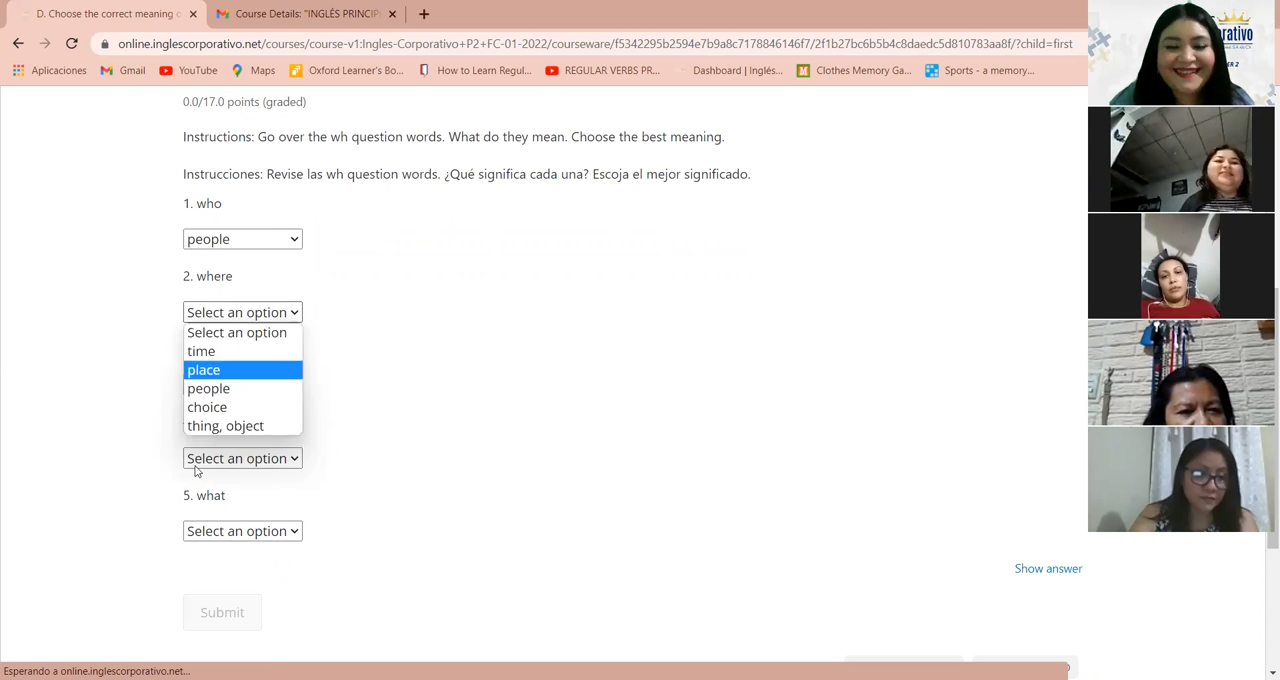 D. Choose the correct meaning o
Course Details: "INGLÉS PRINCIPI
online.inglescorporativo.net/courses/course-v1:Ingles-Corporativo+P2+FC-01-2022/courseware/f5342295b2594e7b9a8c7178846146f7/2f1b27bc6b5b4c8daedc5d810783aa8f/?child=first
Aplicaciones
Gmail
YouTube
Maps
Oxford Learner's Bo...
How to Learn Regul...
REGULAR VERBS PR...
Dashboard | Inglés...
Clothes Memory Ga...
Sports - a memory...
0.0/17.0 points (graded)
Instructions: Go over the wh question words. What do they mean. Choose the best meaning.
Instrucciones: Revise las wh question words. ¿Qué significa cada una? Escoja el mejor significado.
1. who
people
2. where
Select an option
Select an option
time
place
people
choice
thing, object
Select an option
5. what
Select an option
Show answer
Submit
Esperando a online.inglescorporativo.net...